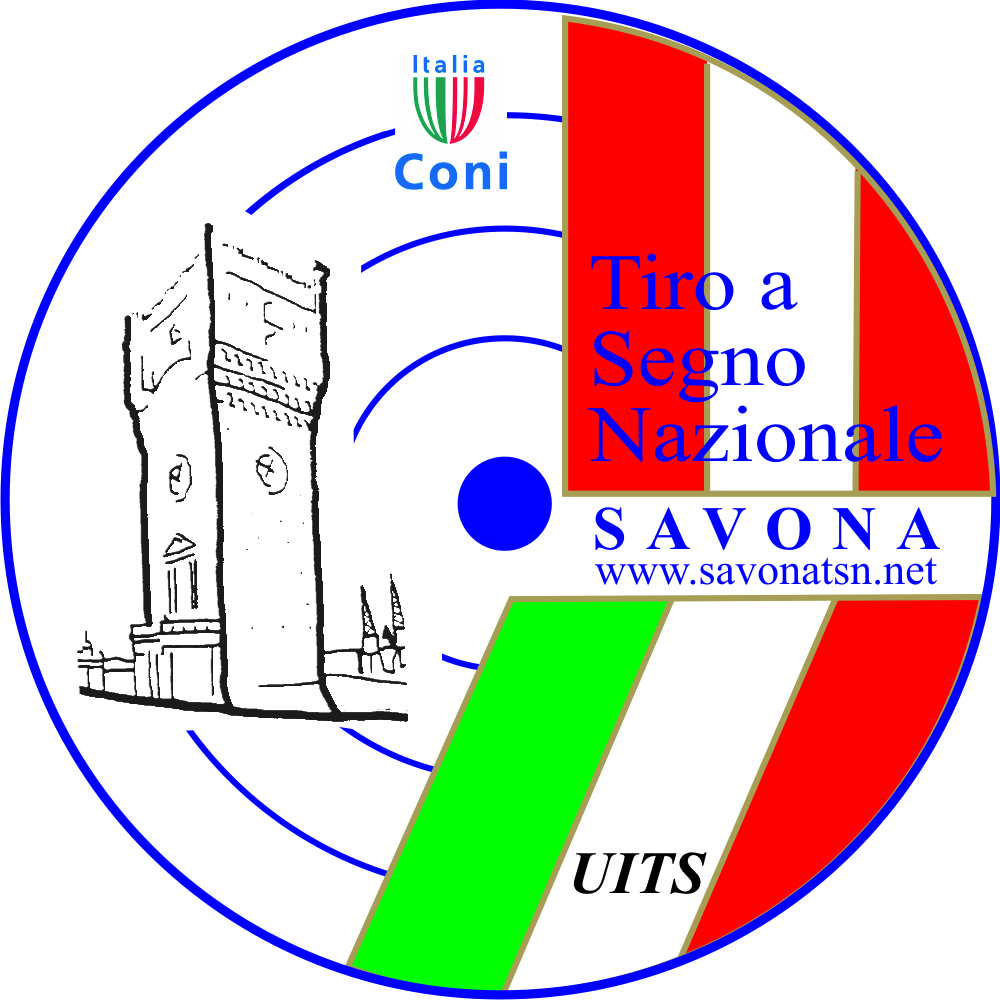 Italia
Coni
Tiro a
Segno
Nazionale
SAVONA
www.savonatsn.net
UITS